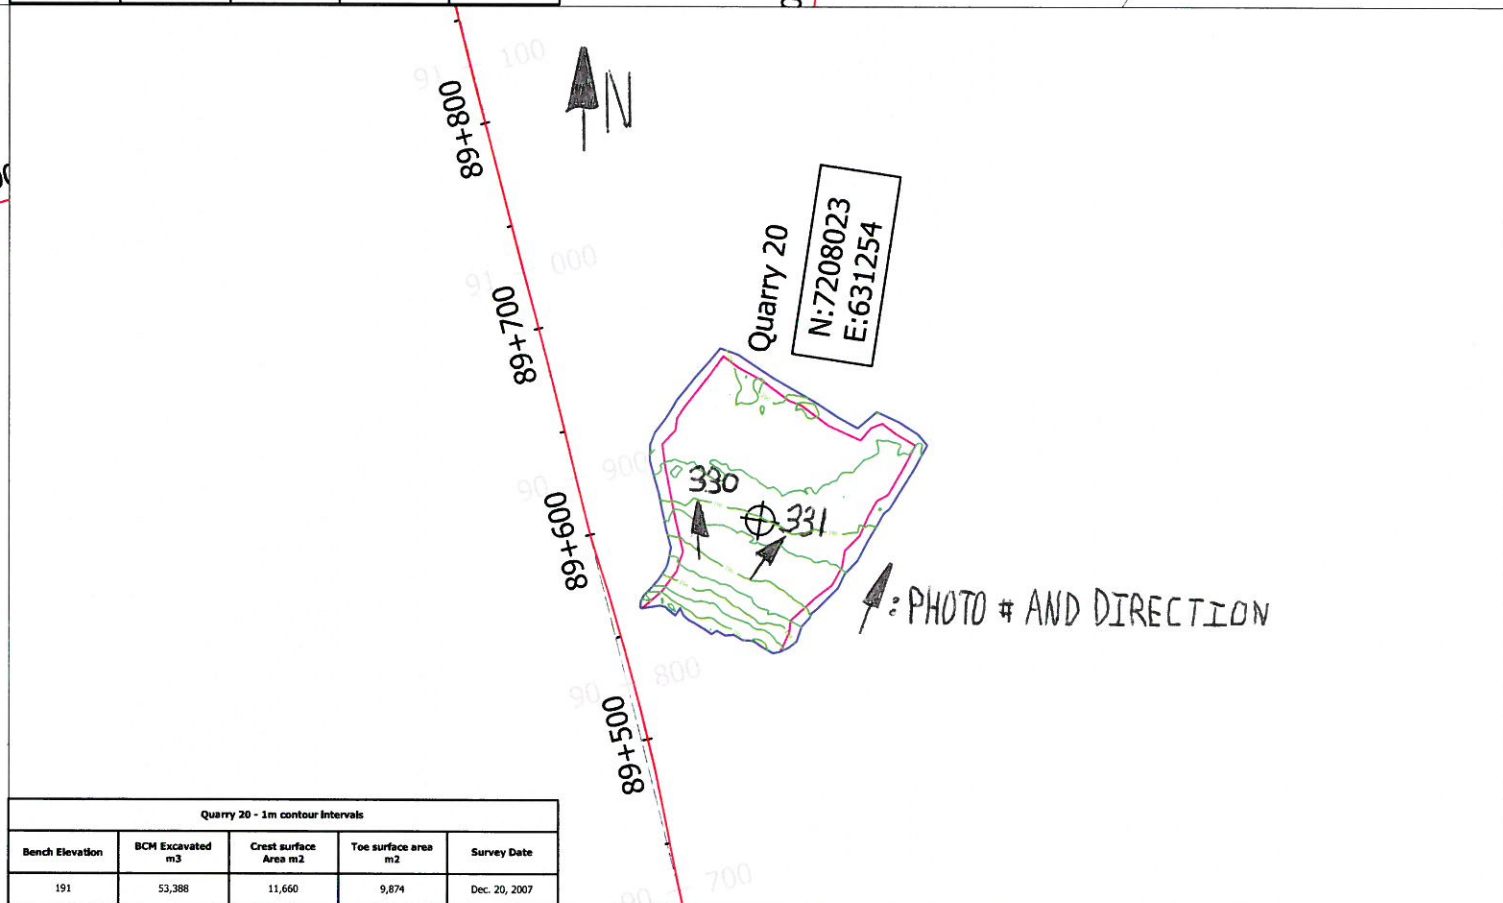 91 + 100
N
89+800
Quarry 20
N:7208023
E:631254
91 + 000
89+700
330
331
90 + 900
89+600
: PHOTO # AND DIRECTION
90 + 800
89+500
Quarry 20 - 1m contour intervals
Bench Elevation BCM Excavated m3 Crest surface Area m2 Toe surface area m2 Survey Date
191 53,388 11,660 9,874 Dec. 20, 2007
90 + 700